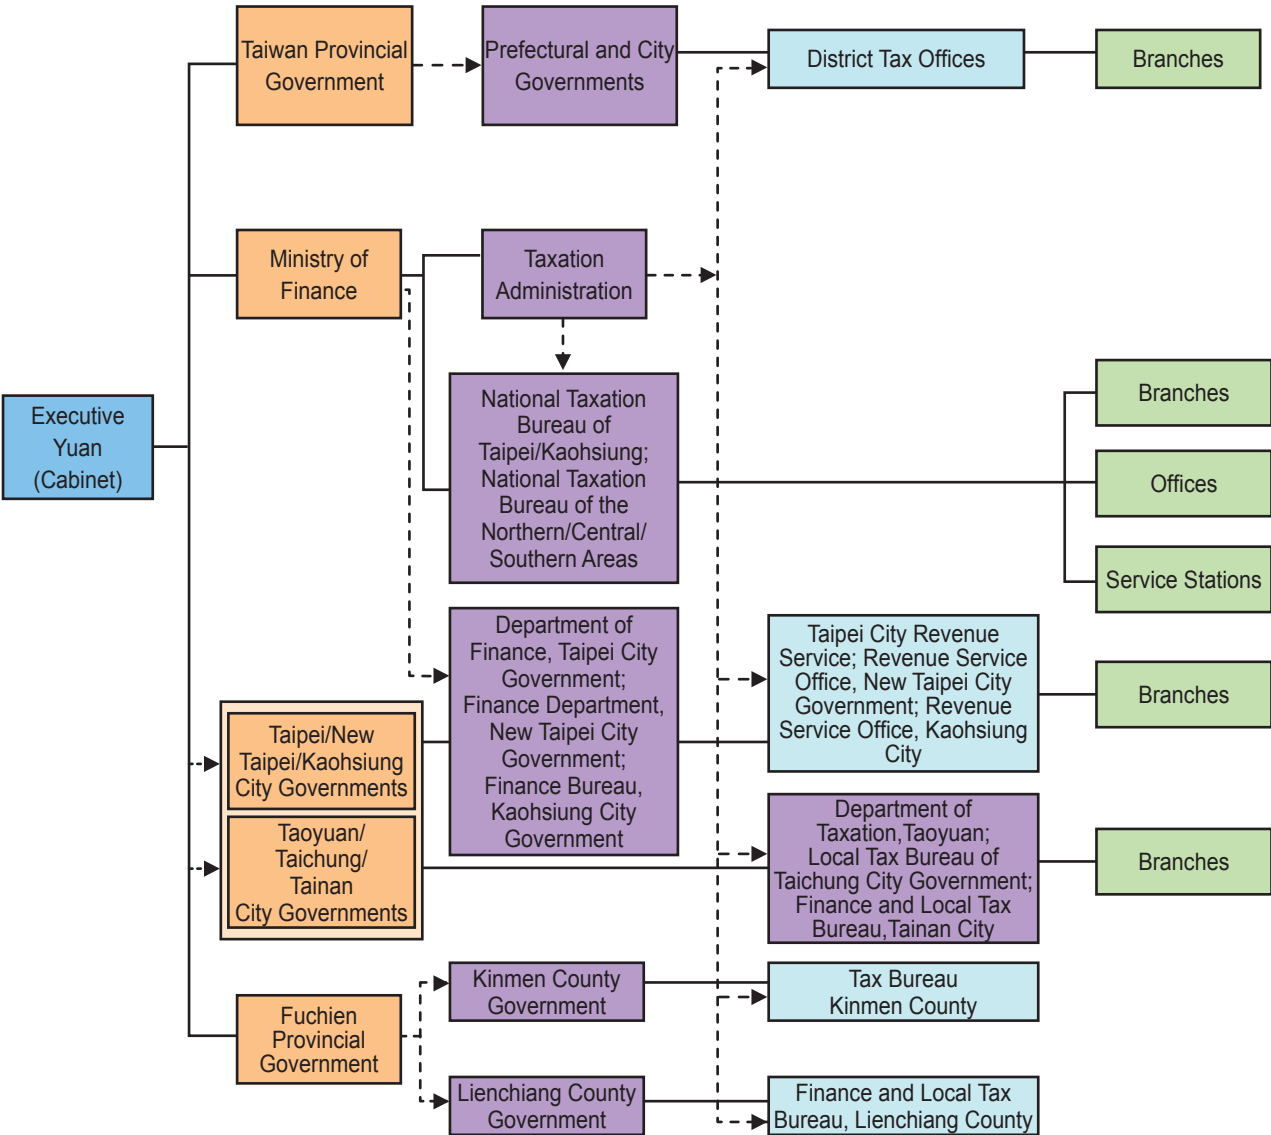 Taiwan Provincial
Government
Prefectural and City
Governments
District Tax Offices
Branches
Ministry of
Finance
Taxation
Administration
Executive
Yuan
(Cabinet)
National Taxation
Bureau of
Taipei/Kaohsiung;
National Taxation
Bureau of the
Northern/Central/
Southern Areas
Branches
Offices
Service Stations
Department of
Finance, Taipei City
Government;
Finance Department,
New Taipei City
Government;
Finance Bureau,
Kaohsiung City
Government
Taipei City Revenue
Service; Revenue Service
Office, New Taipei City
Government; Revenue
Service Office, Kaohsiung
City
Branches
Taipei/New
Taipei/Kaohsiung
City Governments
Taoyuan/
Taichung/
Tainan
City Governments
Department of
Taxation,Taoyuan;
Local Tax Bureau of
Taichung City Government;
Finance and Local Tax
Bureau,Tainan City
Branches
Fuchien
Provincial
Government
Kinmen County
Government
Tax Bureau
Kinmen County
Lienchiang County
Government
Finance and Local Tax
Bureau, Lienchiang County